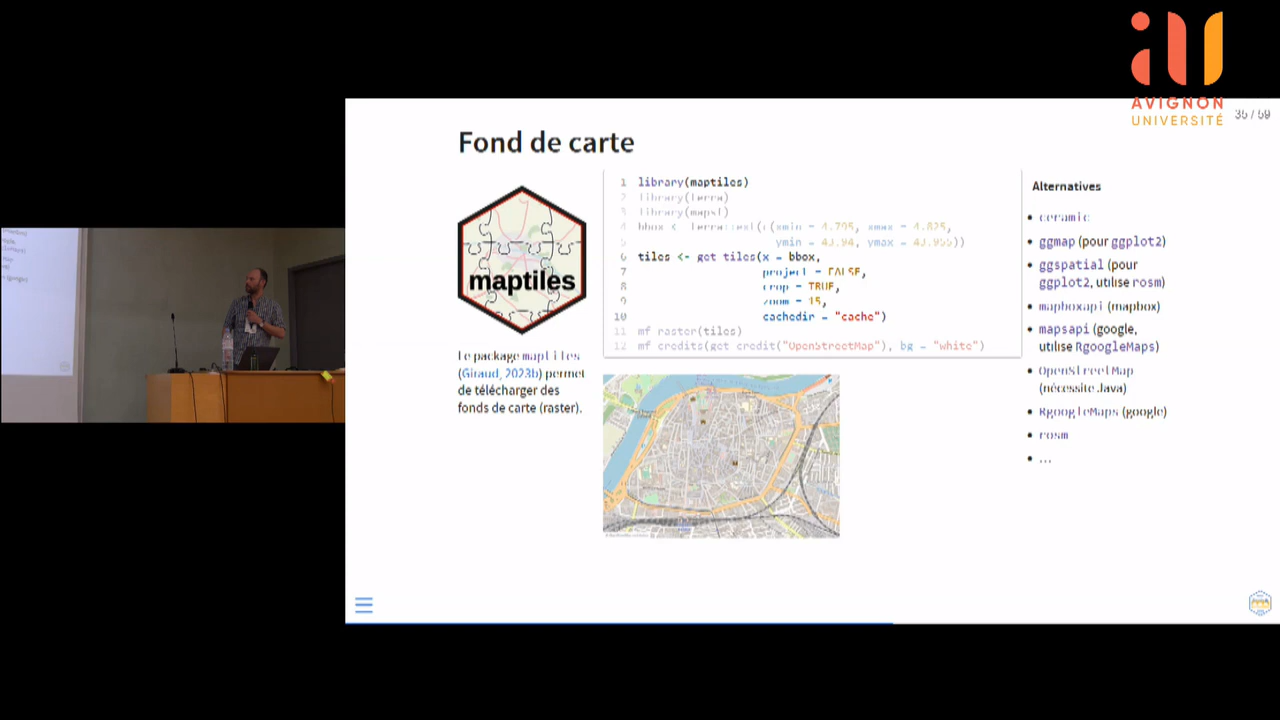 AVIGNON
UNIVERSITÉ
35 / 59
Fond de carte
maptiles
Le package maptiles
(Giraud, 2023b) permet
de télécharger des
fonds de carte (raster).
1 library(maptiles)
2 library(terra)
3 library(mapsf)
4 bbox <- terra::ext(c(xmin = 4.795, xmax = 4.825,
5 ymin = 43.94, ymax = 43.955))
6 tiles <- get_tiles(x = bbox,
7 project = FALSE,
8 crop = TRUE,
9 zoom = 15,
10 cachedir = "cache")
11 mf_raster(tiles)
12 mf_credits(get_credit("OpenStreetMap"), bg = "white")
Alternatives
ceramic
ggmap (pour ggplot2)
ggspatial (pour
ggplot2, utilise rosm)
mapboxapi (mapbox)
mapsapi (google,
utilise RgoogleMaps)
OpenStreetMap
(nécessite Java)
RgoogleMaps (google)
rosm
...